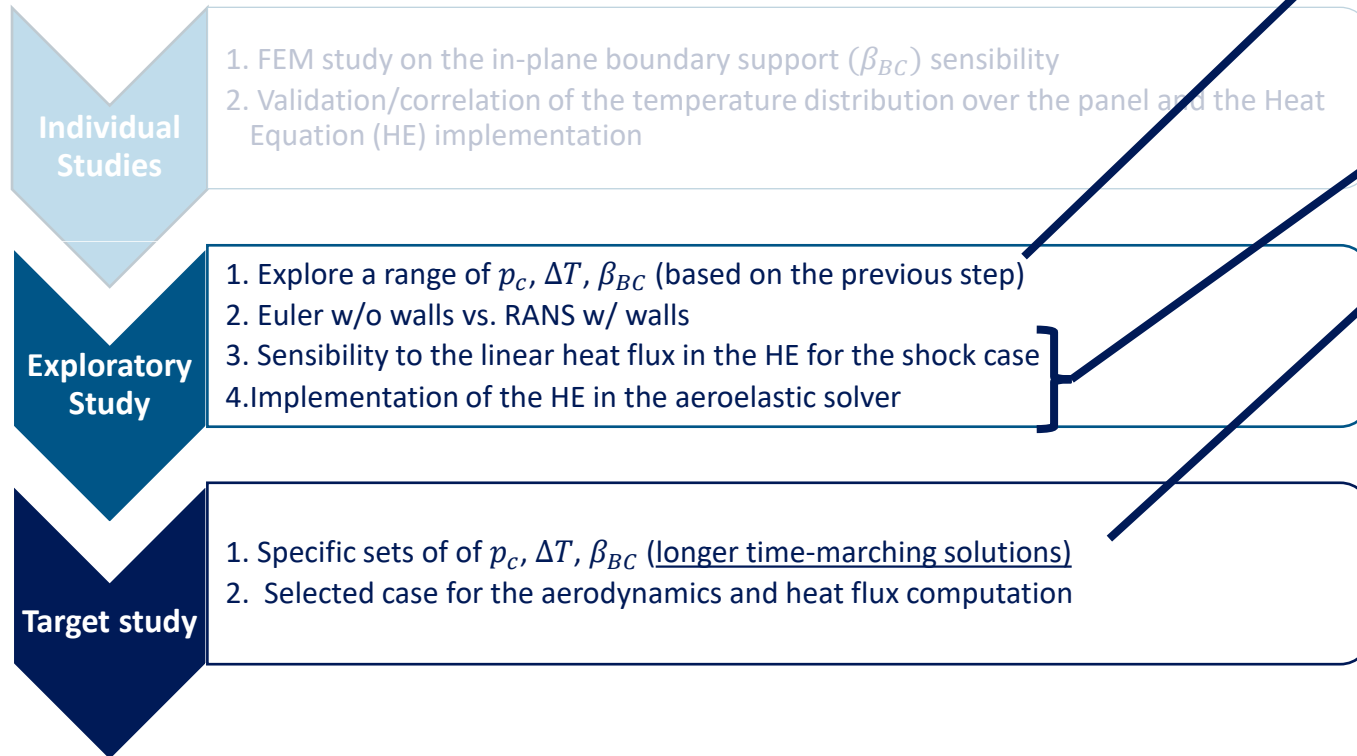 Individual
Studies
1. FEM study on the in-plane boundary support (β_BC) sensibility
2. Validation/correlation of the temperature distribution over the panel and the Heat
Equation (HE) implementation
Exploratory
Study
1. Explore a range of p_c, ΔT, β_BC (based on the previous step)
2. Euler w/o walls vs. RANS w/ walls
3. Sensibility to the linear heat flux in the HE for the shock case
4.Implementation of the HE in the aeroelastic solver
Target study
1. Specific sets of of p_c, ΔT, β_BC (longer time-marching solutions)
2. Selected case for the aerodynamics and heat flux computation